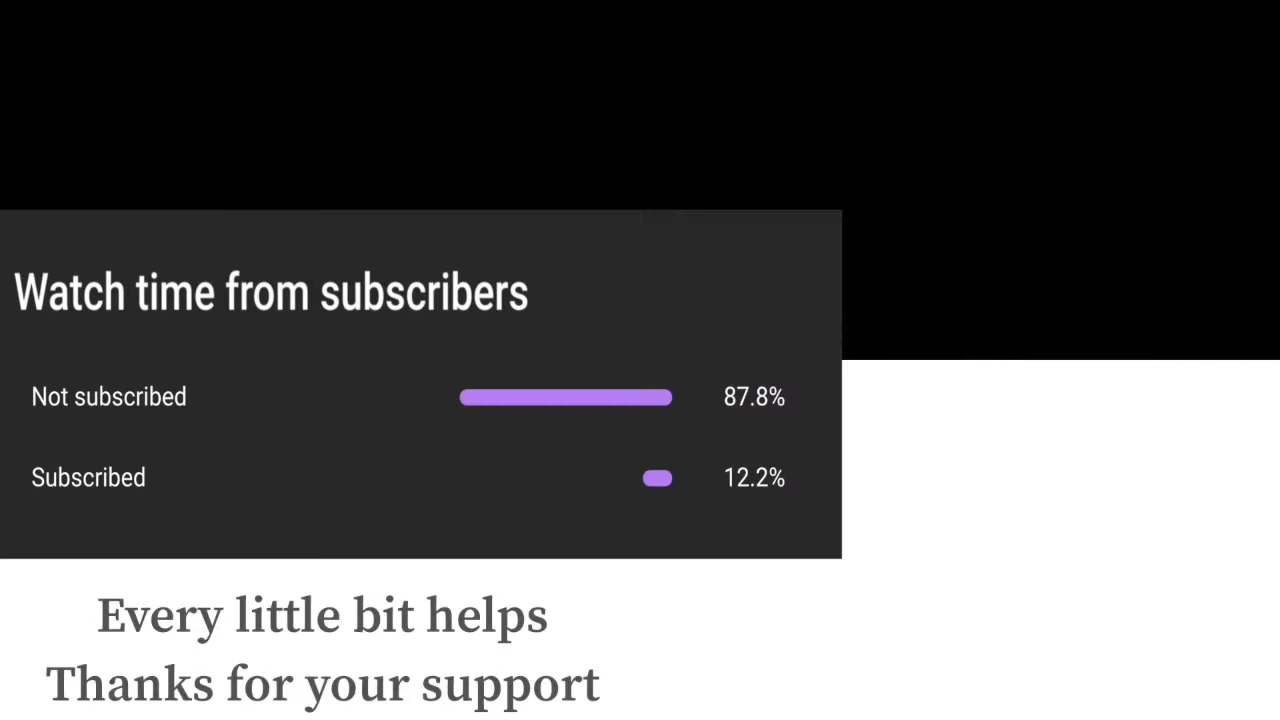 Watch time from subscribers
Not subscribed 87.8%
Subscribed 12.2%
Every little bit helps
Thanks for your support